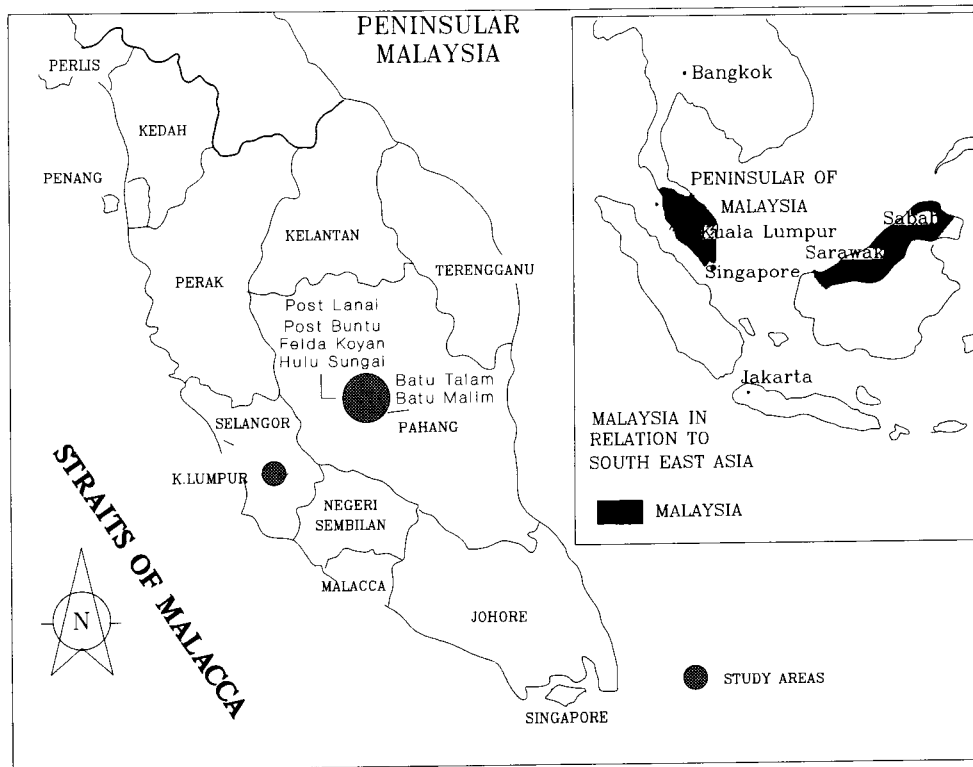 PENINSULAR
MALAYSIA
PERLIS
KEDAH
PENANG
KELANTAN
PERAK
TERENGGANU
Post Lanai
Post Buntu
Felda Koyan
Hulu Sungai
Batu Talam
Batu Malim
PAHANG
SELANGOR
K.LUMPUR
NEGERI
SEMBILAN
MALACCA
JOHORE
SINGAPORE
STRAITS OF MALACCA
N
STUDY AREAS
Bangkok
PENINSULAR OF
MALAYSIA
Kuala Lumpur
Singapore
Sabah
Sarawak
Jakarta
MALAYSIA IN
RELATION TO
SOUTH EAST ASIA
MALAYSIA